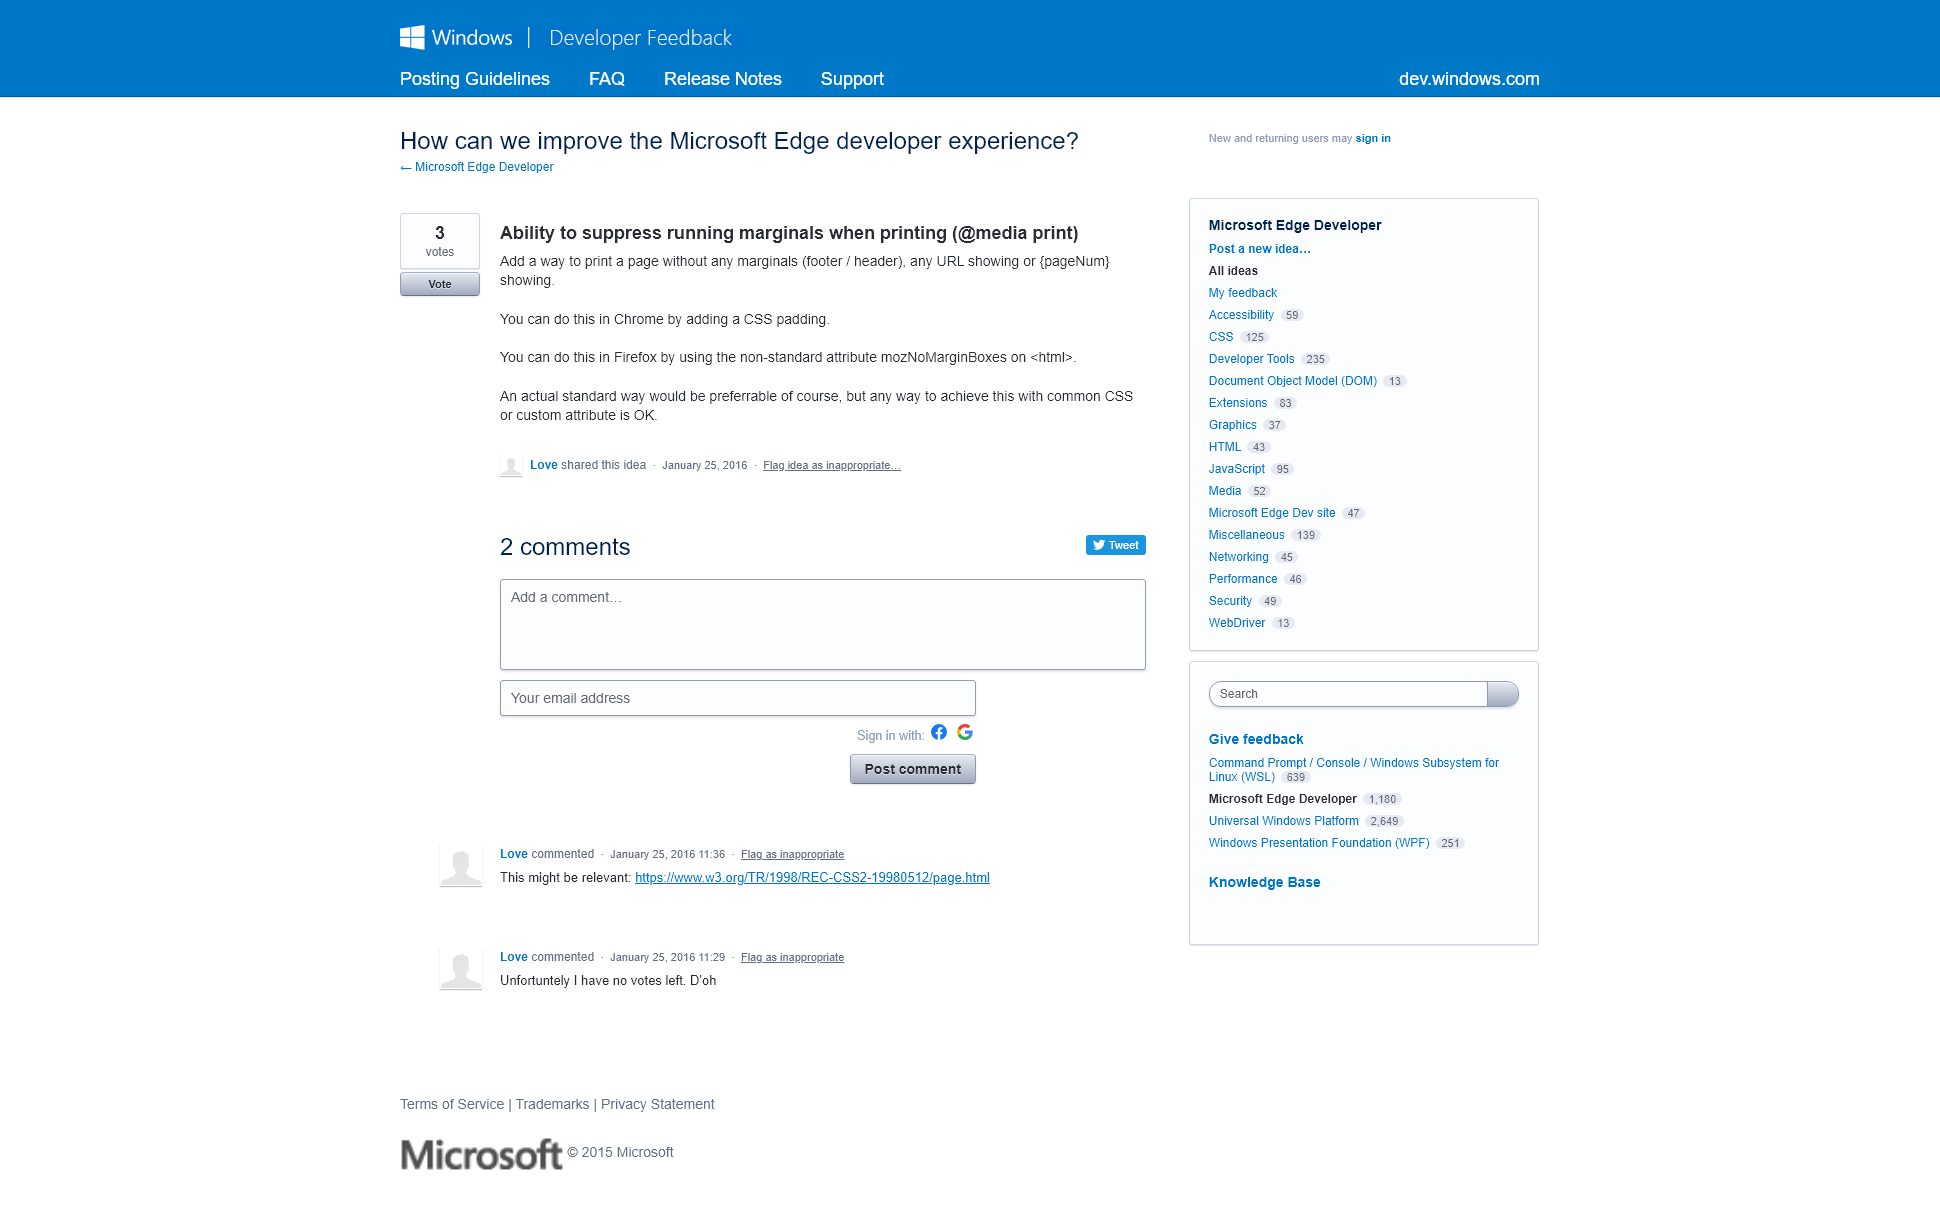 Windows | Developer Feedback
Posting Guidelines FAQ Release Notes Support dev.windows.com
How can we improve the Microsoft Edge developer experience?
← Microsoft Edge Developer
New and returning users may sign in
3
votes
Vote
Ability to suppress running marginals when printing (@media print)
Add a way to print a page without any marginals (footer / header), any URL showing or {pageNum}
showing.
You can do this in Chrome by adding a CSS padding.
You can do this in Firefox by using the non-standard attribute mozNoMarginBoxes on <html>.
An actual standard way would be preferrable of course, but any way to achieve this with common CSS
or custom attribute is OK.
Love shared this idea · January 25, 2016 · Flag idea as inappropriate…
2 comments
Tweet
Add a comment…
Your email address
Sign in with:
Post comment
Love commented · January 25, 2016 11:36 · Flag as inappropriate
This might be relevant: https://www.w3.org/TR/1998/REC-CSS2-19980512/page.html
Love commented · January 25, 2016 11:29 · Flag as inappropriate
Unfortuntely I have no votes left. D'oh
Microsoft Edge Developer
Post a new idea…
All ideas
My feedback
Accessibility 59
CSS 125
Developer Tools 235
Document Object Model (DOM) 13
Extensions 83
Graphics 37
HTML 43
JavaScript 95
Media 52
Microsoft Edge Dev site 47
Miscellaneous 139
Networking 45
Performance 46
Security 49
WebDriver 13
Search
Give feedback
Command Prompt / Console / Windows Subsystem for
Linux (WSL) 639
Microsoft Edge Developer 1,180
Universal Windows Platform 2,649
Windows Presentation Foundation (WPF) 251
Knowledge Base
Terms of Service | Trademarks | Privacy Statement
Microsoft © 2015 Microsoft